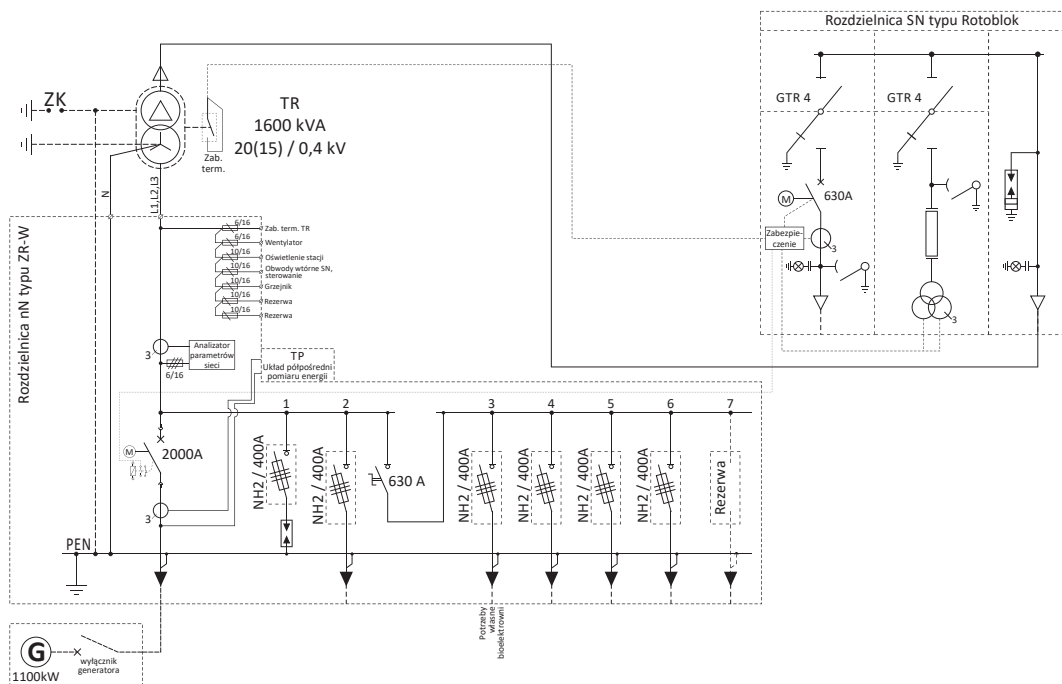 Rozdzielnica SN typu Rotoblok
ZK
TR
1600 kVA
20(15) / 0,4 kV
Zab.
term.
GTR 4
GTR 4
M
630A
Zabezpie-
czenie
3
3
N
L1,L2,L3
Rozdzielnica nN typu ZR-W
6/16
Zab. term. TR
6/16
Wentylator
10/16
Oświetlenie stacji
10/16
Obwody wtórne SN,
sterowanie
10/16
Grzejnik
10/16
Rezerwa
10/16
Rezerwa
3
Analizator
parametrów
sieci
6/16
TP
Układ półpośredni
pomiaru energii
1
2
3
4
5
6
7
M
2000A
NH2 / 400A
NH2 / 400A
630 A
NH2 / 400A
NH2 / 400A
NH2 / 400A
NH2 / 400A
Rezerwa
3
PEN
Potrzeby
własne
bioelektrowni
G
1100kW
wyłącznik
generatora